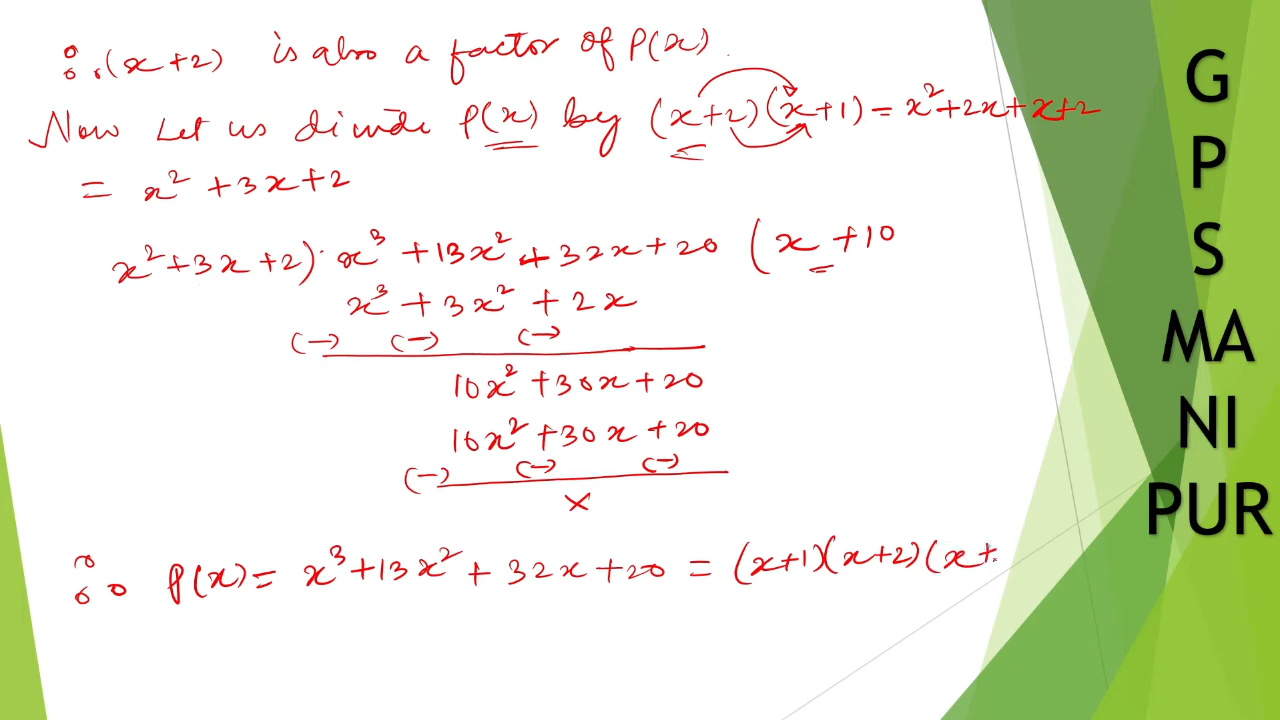 ∴ (x+2) is also a factor of P(x).
Now Let us divide P(x) by (x+2)(x+1) = x²+2x+x+2
= x² +3x+2
x²+3x+2) x³ +13x² + 32x+20 (x +10
x³ + 3x² + 2x
(-) (-) (-)
10x² +30x+20
10x² +30x +20
(-) (-) (-)
×
∴ P(x) = x³+13x² + 32x+20 = (x+1)(x+2)(x+
G
P
S
MA
NI
PUR